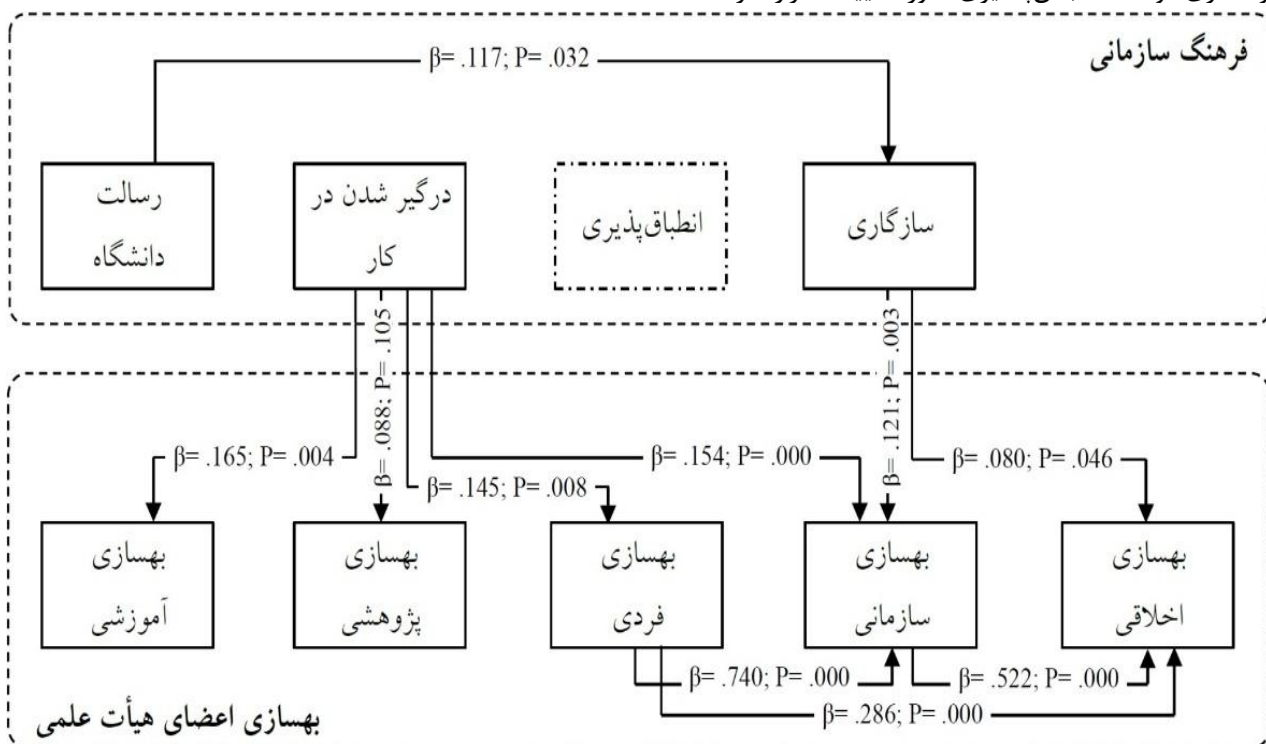 فرهنگ سازمانی
β= .117; P= .032
رسالت
دانشگاه
درگیر شدن در
کار
انطباق‌پذیری
سازگاری
β= .165; P= .004
β= .088; P= .105
β= .145; P= .008
β= .154; P= .000
β= .121; P= .003
β= .080; P= .046
بهسازی
آموزشی
بهسازی
پژوهشی
بهسازی
فردی
بهسازی
سازمانی
بهسازی
اخلاقی
β= .740; P= .000
β= .522; P= .000
β= .286; P= .000
بهسازی اعضای هیأت علمی